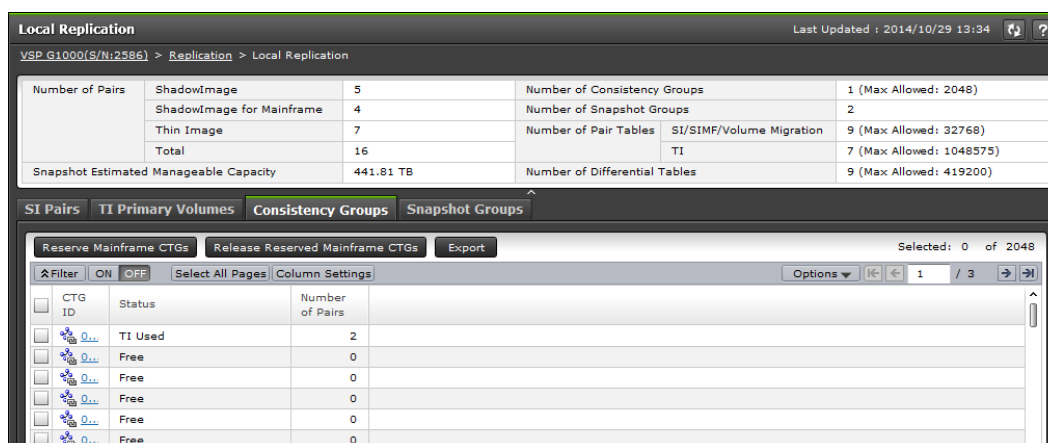 Local Replication Last Updated : 2014/10/29 13:34 ?
VSP G1000(S/N:2586) > Replication > Local Replication
Number of Pairs ShadowImage 5 Number of Consistency Groups 1 (Max Allowed: 2048)
ShadowImage for Mainframe 4 Number of Snapshot Groups 2
Thin Image 7 Number of Pair Tables SI/SIMF/Volume Migration 9 (Max Allowed: 32768)
Total 16 TI 7 (Max Allowed: 1048575)
Snapshot Estimated Manageable Capacity 441.81 TB Number of Differential Tables 9 (Max Allowed: 419200)
SI Pairs TI Primary Volumes Consistency Groups Snapshot Groups
Reserve Mainframe CTGs Release Reserved Mainframe CTGs Export Selected: 0 of 2048
Filter ON OFF Select All Pages Column Settings Options 1 / 3
CTG ID Status Number of Pairs
0... TI Used 2
0... Free 0
0... Free 0
0... Free 0
0... Free 0
0... Free 0